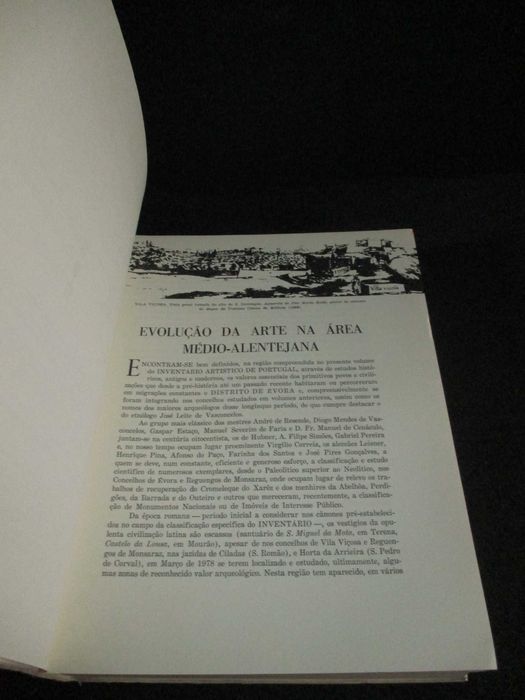 Vila Viçosa
VILA VIÇOSA. Vista geral tomada do alto de S. Domingos.
EVOLUÇÃO DA ARTE NA ÁREA
MÉDIO-ALENTEJANA
ENCONTRAM-SE bem definidos, na região compreendida no presente volume
do INVENTÁRIO ARTÍSTICO DE PORTUGAL, através de estudos histó-
ricos, antigos e modernos, os valores essenciais dos primitivos povos e civili-
zações que desde a pré-história até um passado recente habitaram ou percorreram
em migrações constantes o DISTRITO DE ÉVORA e, compreensivelmente se
foram integrando nos concelhos estudados em volumes anteriores, assim como os
nomes dos maiores arqueólogos desse longínquo período, de que cumpre destacar o
do etnólogo José Leite de Vasconcelos.
Ao grupo mais clássico dos mestres André de Resende, Diogo Mendes de Vas-
concelos, Gaspar Estaço, Manuel Severim de Faria e D. Fr. Manuel do Cenáculo,
juntam-se na centúria oitocentista, os de Hubner, A. Filipe Simões, Gabriel Pereira
e, no nosso tempo ocupam lugar proeminente Virgílio Correia, os alemães Leisner,
Henrique Pina, Afonso do Paço, Farinha dos Santos e José Pires Gonçalves, a
quem se deve, num constante, eficiente e generoso esforço, a classificação e estudo
científico de numerosos exemplares, desde o Paleolítico superior ao Neolítico, nos
Concelhos de Évora e Reguengos de Monsaraz, onde ocupam lugar de relevo os tra-
balhos de recuperação do Cromeleque do Xarês e dos menhires da Abelhôa, Perdi-
gões, da Barrada e do Outeiro e outros que mereceram, recentemente, a classifica-
ção de Monumentos Nacionais ou de Imóveis de Interesse Público.
Da época romana — período inicial a considerar nos cânones pré-estabeleci-
dos no campo da classificação específica do INVENTÁRIO —, os vestígios da opu-
lenta civilização latina são escassos (santuário de S. Miguel da Mota, em Terena,
Castelo da Lousa, em Mourão), apesar de nos concelhos de Vila Viçosa e Reguen-
gos de Monsaraz, nas jazidas de Ciladas (S. Romão), e Horta da Arrieira (S. Pedro
de Corval), em Março de 1978 se terem localizado e estudado, ultimamente, algu-
mas zonas de reconhecido valor arqueológico. Nesta região tem aparecido, em vários